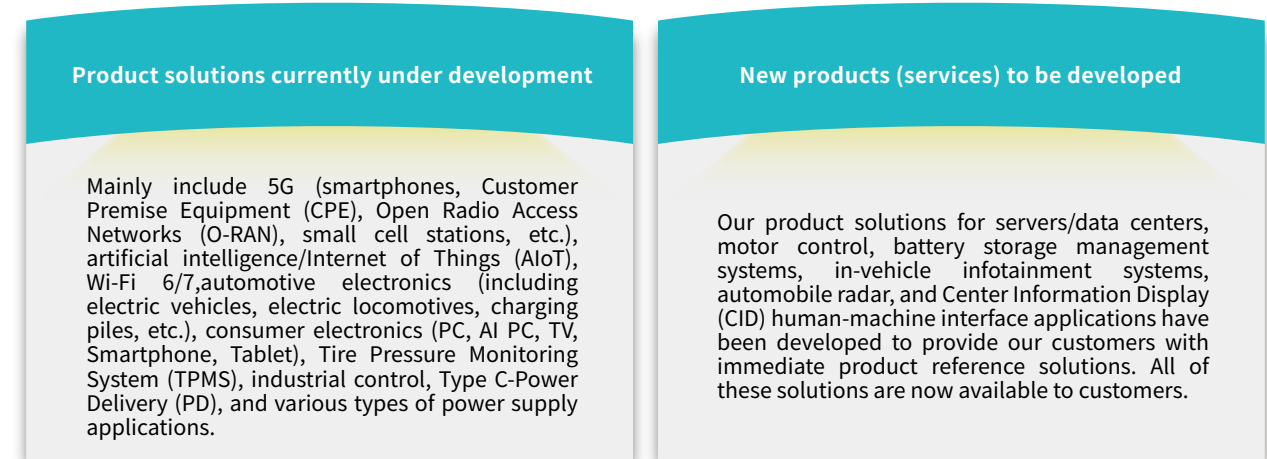 Product solutions currently under development
Mainly include 5G (smartphones, Customer
Premise Equipment (CPE), Open Radio Access
Networks (O-RAN), small cell stations, etc.),
artificial intelligence/Internet of Things (AIoT),
Wi-Fi 6/7,automotive electronics (including
electric vehicles, electric locomotives, charging
piles, etc.), consumer electronics (PC, AI PC, TV,
Smartphone, Tablet), Tire Pressure Monitoring
System (TPMS), industrial control, Type C-Power
Delivery (PD), and various types of power supply
applications.
New products (services) to be developed
Our product solutions for servers/data centers,
motor control, battery storage management
systems, in-vehicle infotainment systems,
automobile radar, and Center Information Display
(CID) human-machine interface applications have
been developed to provide our customers with
immediate product reference solutions. All of
these solutions are now available to customers.